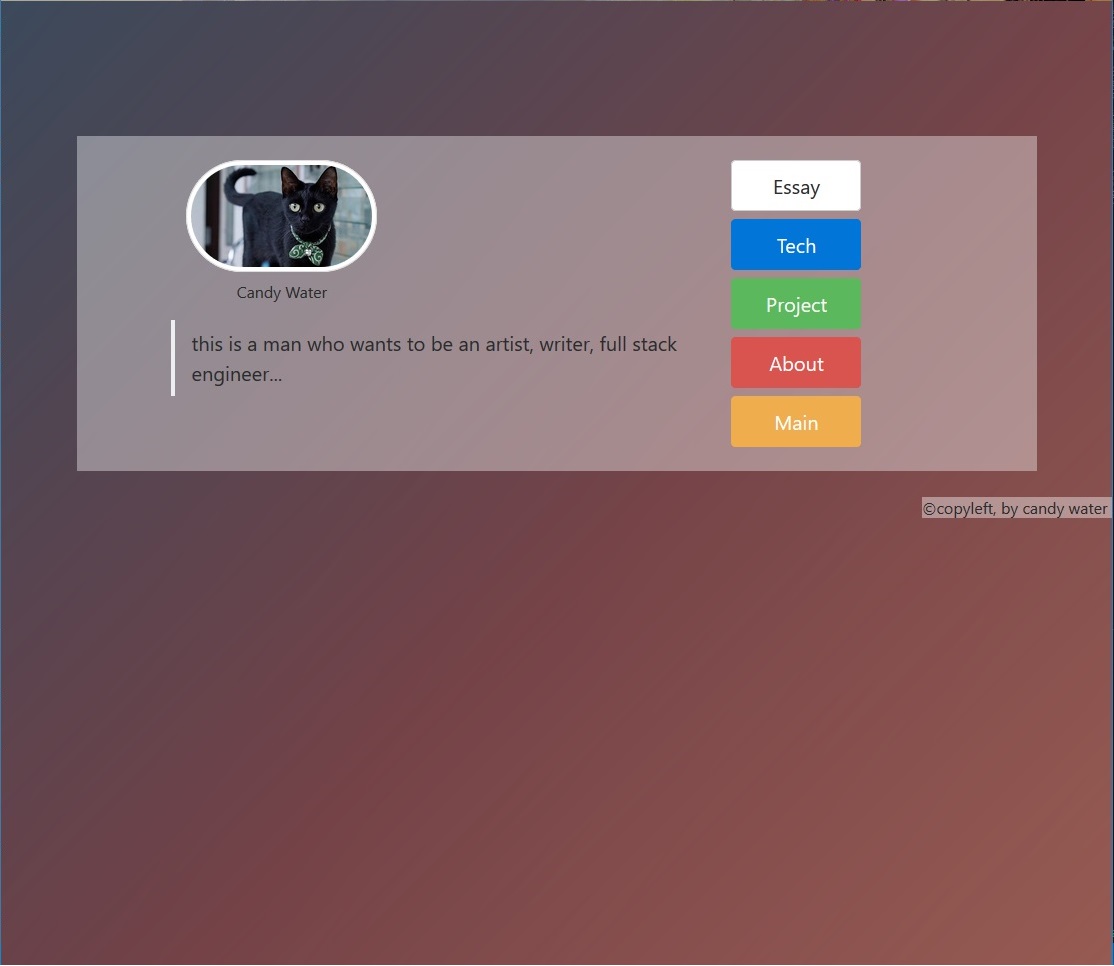 Candy Water
this is a man who wants to be an artist, writer, full stack
engineer...
Essay
Tech
Project
About
Main
©copyleft, by candy water